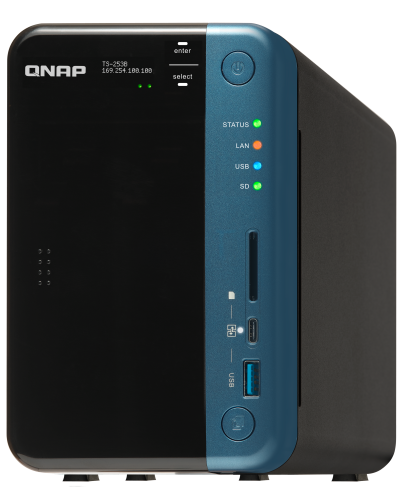 QNAP
TS-253B
169.254.100.100
enter
select
STATUS
LAN
USB
SD
USB